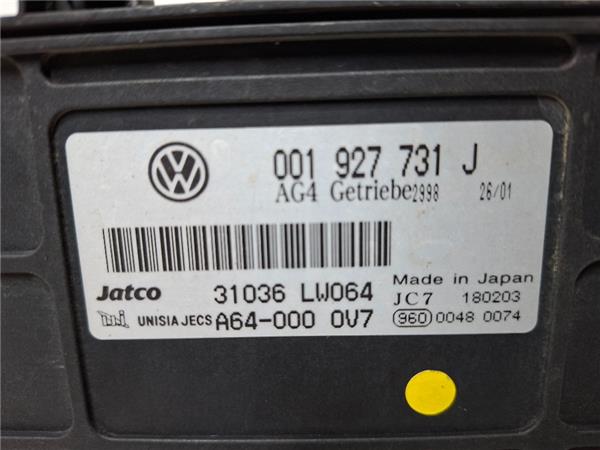 001 927 731 J
AG4 Getriebe2998 26/01
Jatco 31036 LW064 Made in Japan
JC7 180203
UNISIA JECS A64-000 0V7 960 0048 0074